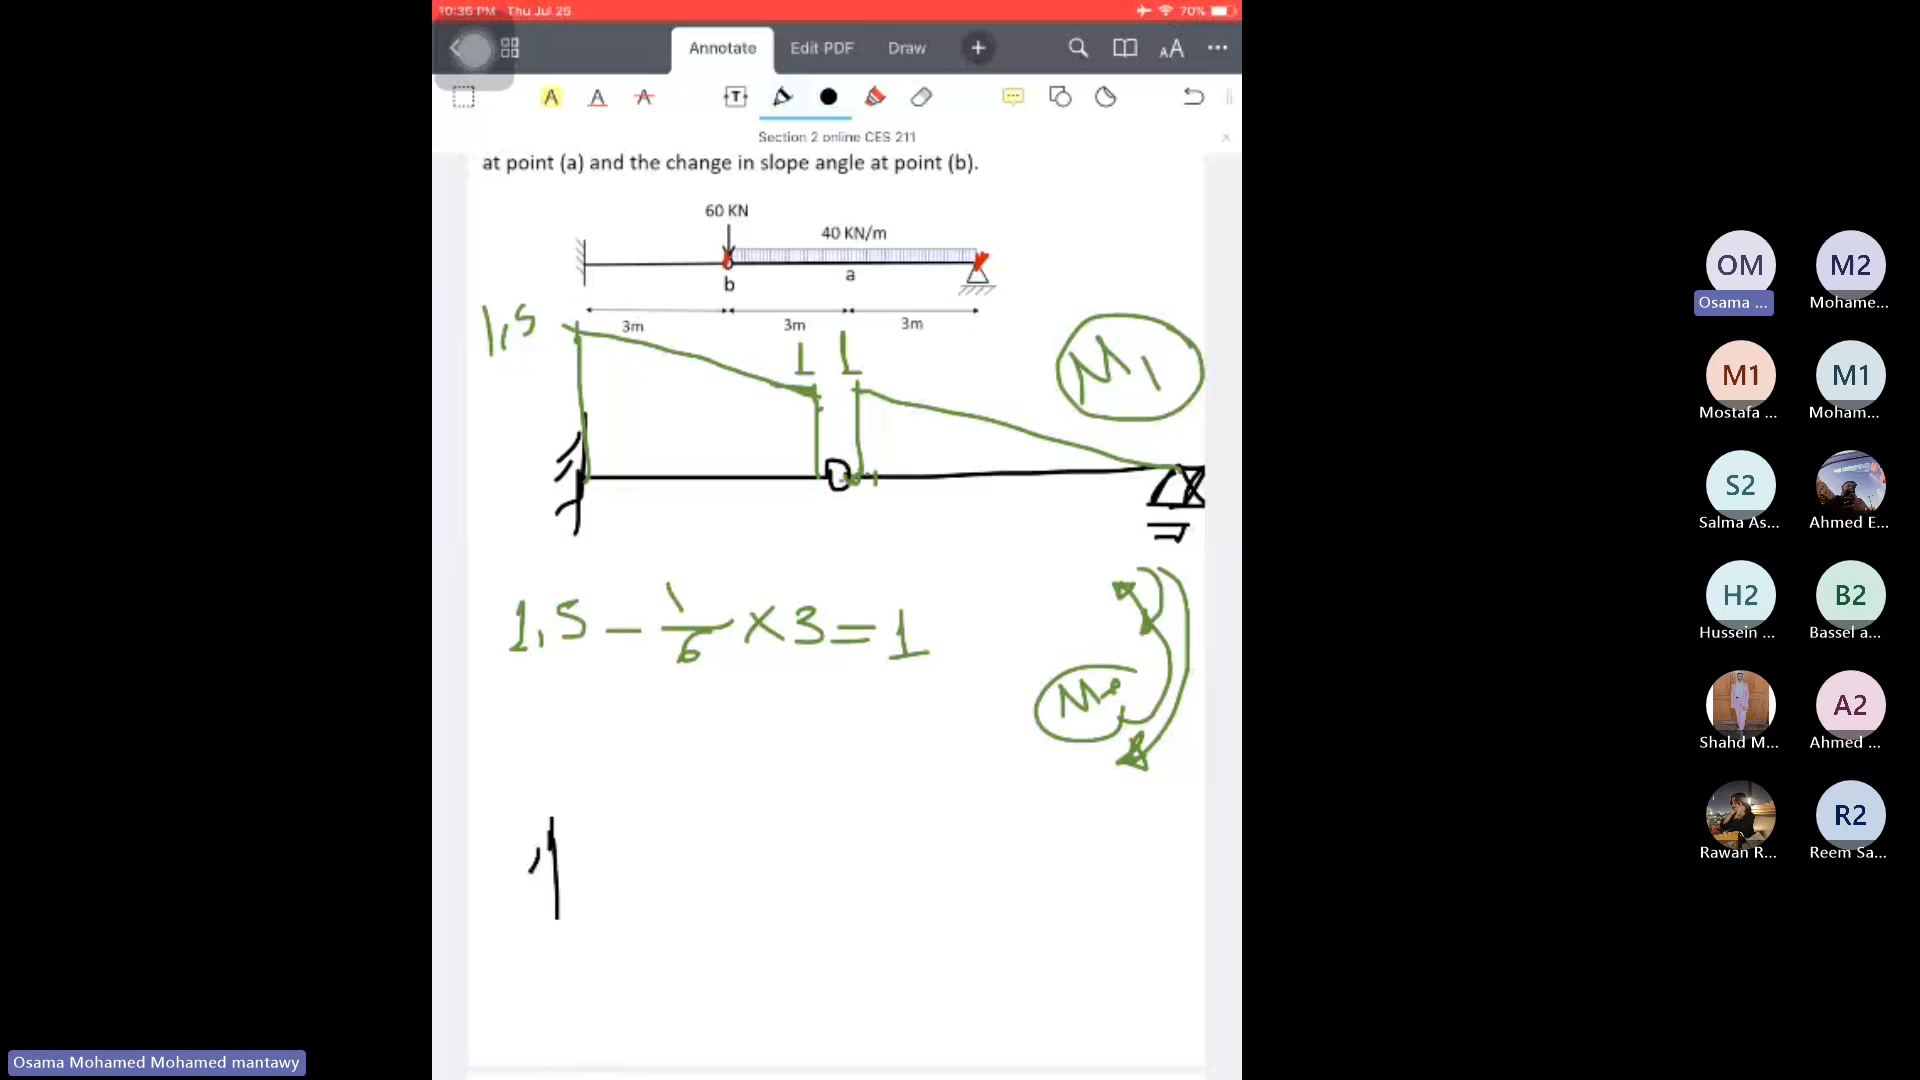 10:36 PM Thu Jul 25
70%
Annotate
Edit PDF
Draw
+
AA
A
A
A
T
Section 2 online CES 211
×
at point (a) and the change in slope angle at point (b).
60 KN
40 KN/m
b
a
3m
3m
3m
1,5
1
1
M1
1,5 - 1/6 × 3 = 1
M0
OM
Osama ...
M2
Mohame...
M1
Mostafa ...
M1
Moham...
S2
Salma As...
Ahmed E...
H2
Hussein ...
B2
Bassel a...
Shahd M...
A2
Ahmed ...
Rawan R...
R2
Reem Sa...
Osama Mohamed Mohamed mantawy